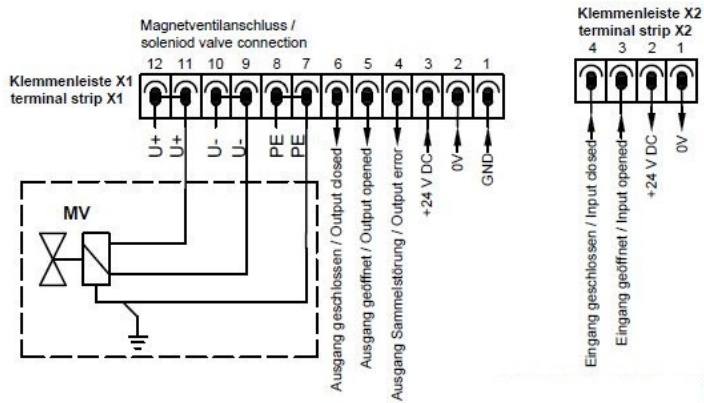 Magnetventilanschluss /
soleniod valve connection
Klemmenleiste X1
terminal strip X1
12 11 10 9 8 7 6 5 4 3 2 1
U+
U+
U-
U-
PE
PE
Ausgang geschlossen / Output closed
Ausgang geöffnet / Output opened
Ausgang Sammelstörung / Output error
+24 V DC
0V
GND
MV
Klemmenleiste X2
terminal strip X2
4 3 2 1
Eingang geschlossen / Input closed
Eingang geöffnet / Input opened
+24 V DC
0V